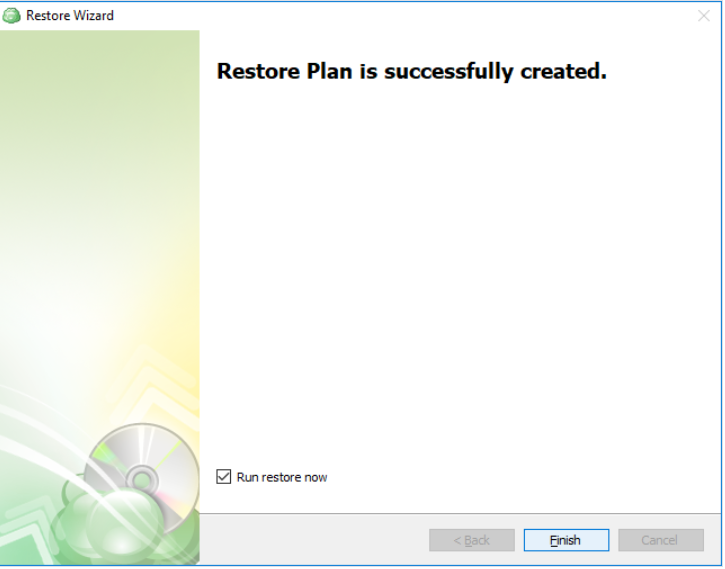 Restore Wizard
Restore Plan is successfully created.
Run restore now
< Back
Finish
Cancel